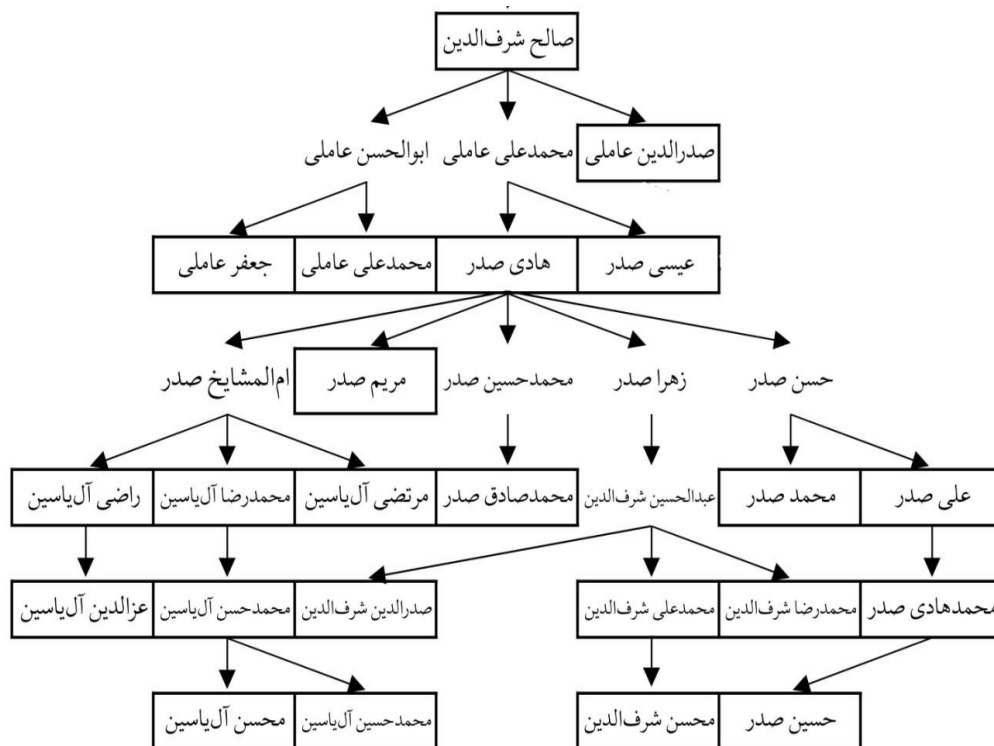 صالح شرف‌الدین
صدرالدین عاملی محمدعلی عاملی ابوالحسن عاملی
عیسی صدر هادی صدر محمدعلی عاملی جعفر عاملی
حسن صدر زهرا صدر محمدحسین صدر مریم صدر ام‌المشایخ صدر
علی صدر محمد صدر عبدالحسین شرف‌الدین محمدصادق صدر مرتضی آل‌یاسین محمدرضا آل‌یاسین راضی آل‌یاسین
محمدهادی صدر محمدرضا شرف‌الدین محمدعلی شرف‌الدین صدرالدین شرف‌الدین محمدحسن آل‌یاسین عزالدین آل‌یاسین
حسین صدر محسن شرف‌الدین محمدحسین آل‌یاسین محسن آل‌یاسین